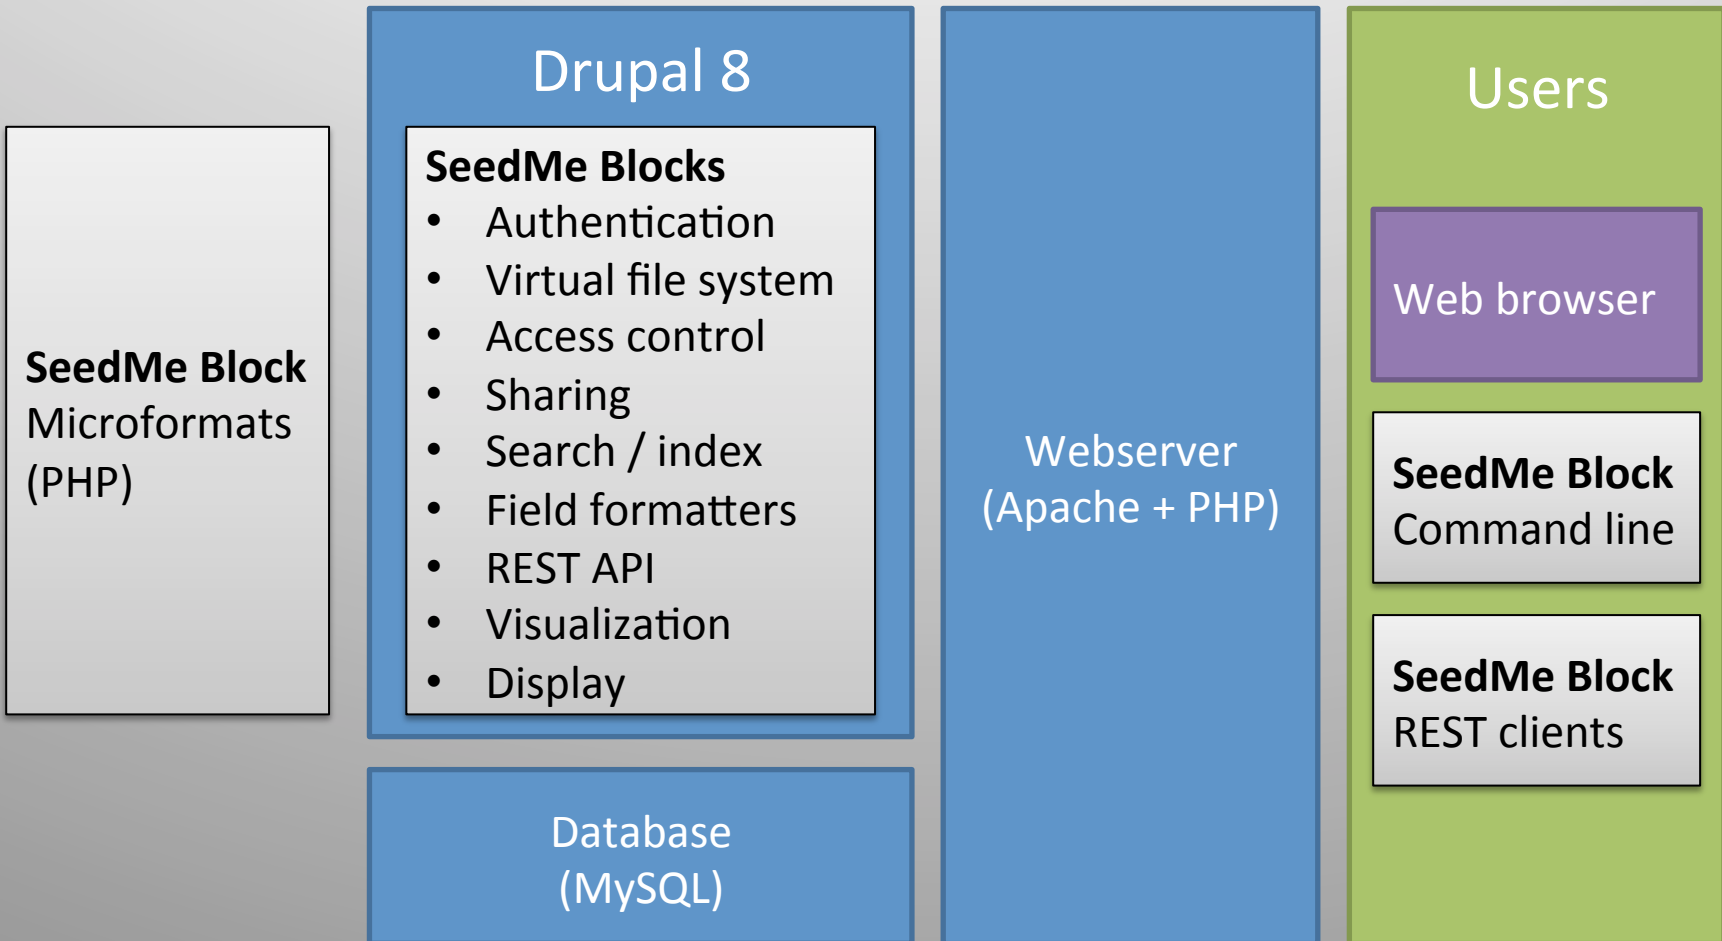 SeedMe Block
Microformats
(PHP)
Drupal 8
SeedMe Blocks
• Authentication
• Virtual file system
• Access control
• Sharing
• Search / index
• Field formatters
• REST API
• Visualization
• Display
Database
(MySQL)
Webserver
(Apache + PHP)
Users
Web browser
SeedMe Block
Command line
SeedMe Block
REST clients